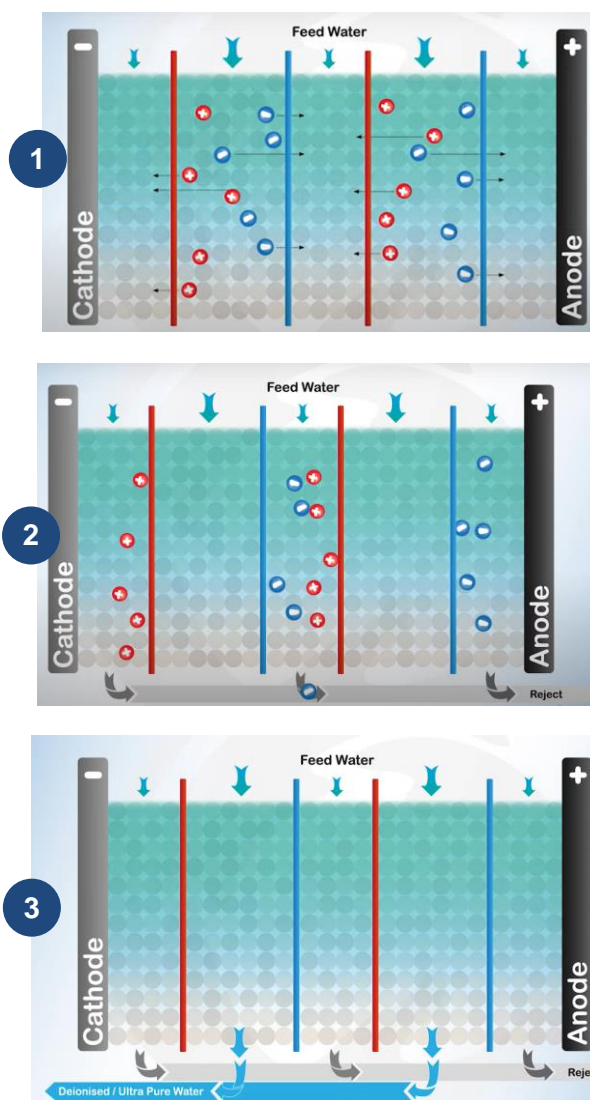 Feed Water
1
Cathode
Anode
Feed Water
2
Cathode
Anode
Reject
Feed Water
3
Cathode
Anode
Reje
Deionised / Ultra Pure Water